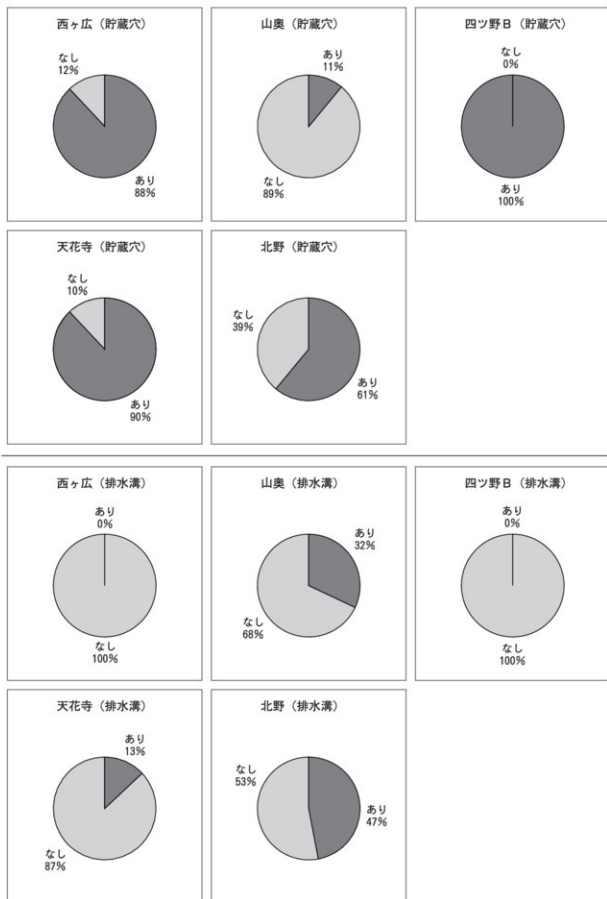 西ヶ広（貯蔵穴）
なし
12%
あり
88%
山奥（貯蔵穴）
あり
11%
なし
89%
四ツ野Ｂ（貯蔵穴）
なし
0%
あり
100%
天花寺（貯蔵穴）
なし
10%
あり
90%
北野（貯蔵穴）
なし
39%
あり
61%
西ヶ広（排水溝）
あり
0%
なし
100%
山奥（排水溝）
あり
32%
なし
68%
四ツ野Ｂ（排水溝）
あり
0%
なし
100%
天花寺（排水溝）
あり
13%
なし
87%
北野（排水溝）
なし
53%
あり
47%